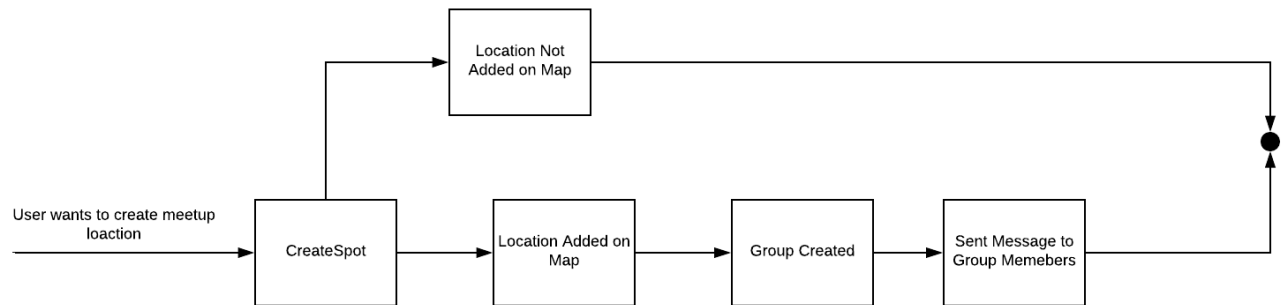 Location Not
Added on Map
User wants to create meetup
loaction
CreateSpot
Location Added on
Map
Group Created
Sent Message to
Group Memebers